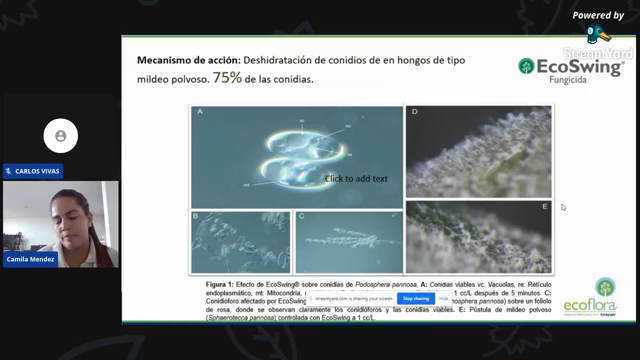 Powered by
StreamYard
Mecanismo de acción: Deshidratación de conidios de en hongos de tipo
mildeo polvoso. 75% de las conidias.
EcoSwing®
Fungicida
A
D
Click to add text
B
C
E
CARLOS VIVAS
Camila Mendez
Figura 1: Efecto de EcoSwing® sobre conidias de Podosphaera pannosa, A: Conidias viables vc: Vacuolas, re: Retículo
endoplasmático, mt: Mitocondria, 1 cc/L después de 5 minutos. C:
Conidióforo afectado por EcoSwing pannosa) sobre un foliolo
streamyard.com is sharing your screen.
Stop sharing
Hide
de rosa, donde se observan claramente los conidióforos y las conidias viables. E: Pústula de mildeo polvoso
(Sphaerotecca pannosa) controlada con EcoSwing a 1 cc/L.
ecoflora